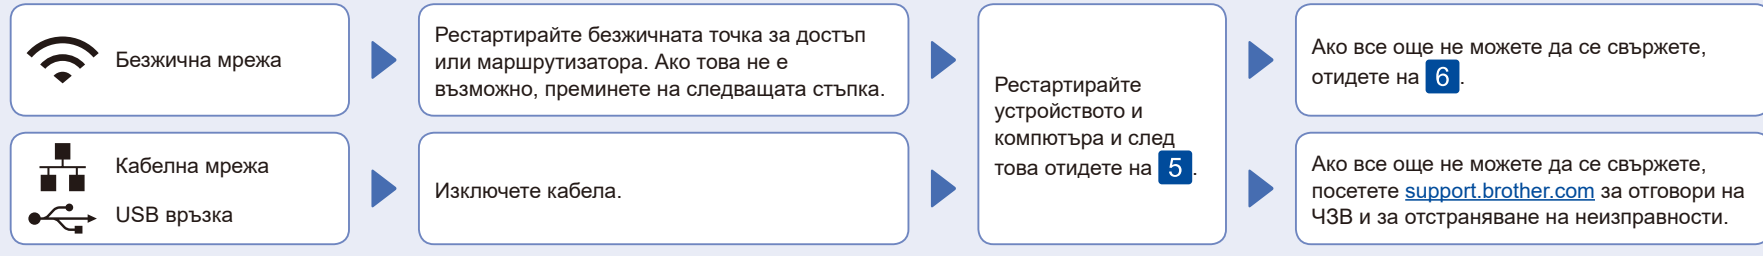 Безжична мрежа
Рестартирайте безжичната точка за достъп
или маршрутизатора. Ако това не е
възможно, преминете на следващата стъпка.
Кабелна мрежа
USB връзка
Изключете кабела.
Рестартирайте
устройството и
компютъра и след
това отидете на 5.
Ако все още не можете да се свържете,
отидете на 6.
Ако все още не можете да се свържете,
посетете support.brother.com за отговори на
ЧЗВ и за отстраняване на неизправности.